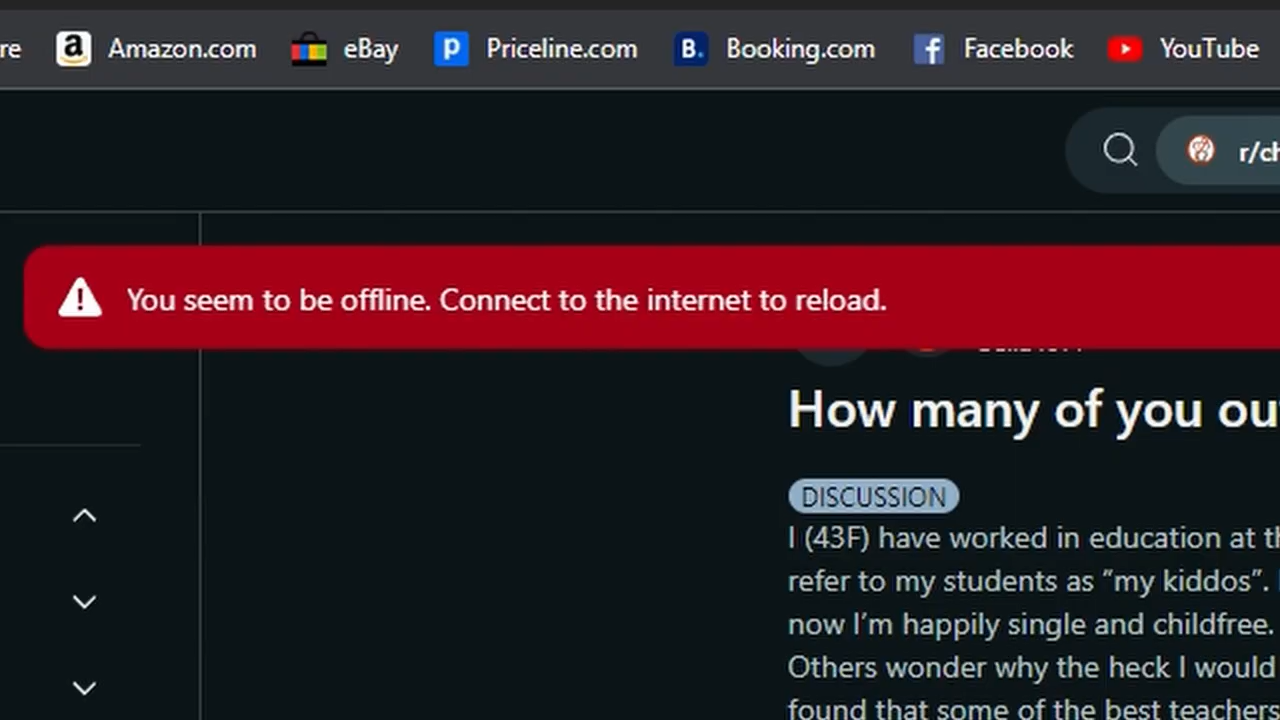 re Amazon.com eBay Priceline.com Booking.com Facebook YouTube
r/ch
You seem to be offline. Connect to the internet to reload.
How many of you ou
DISCUSSION
I (43F) have worked in education at th
refer to my students as “my kiddos”.
now I’m happily single and childfree.
Others wonder why the heck I would
found that some of the best teachers